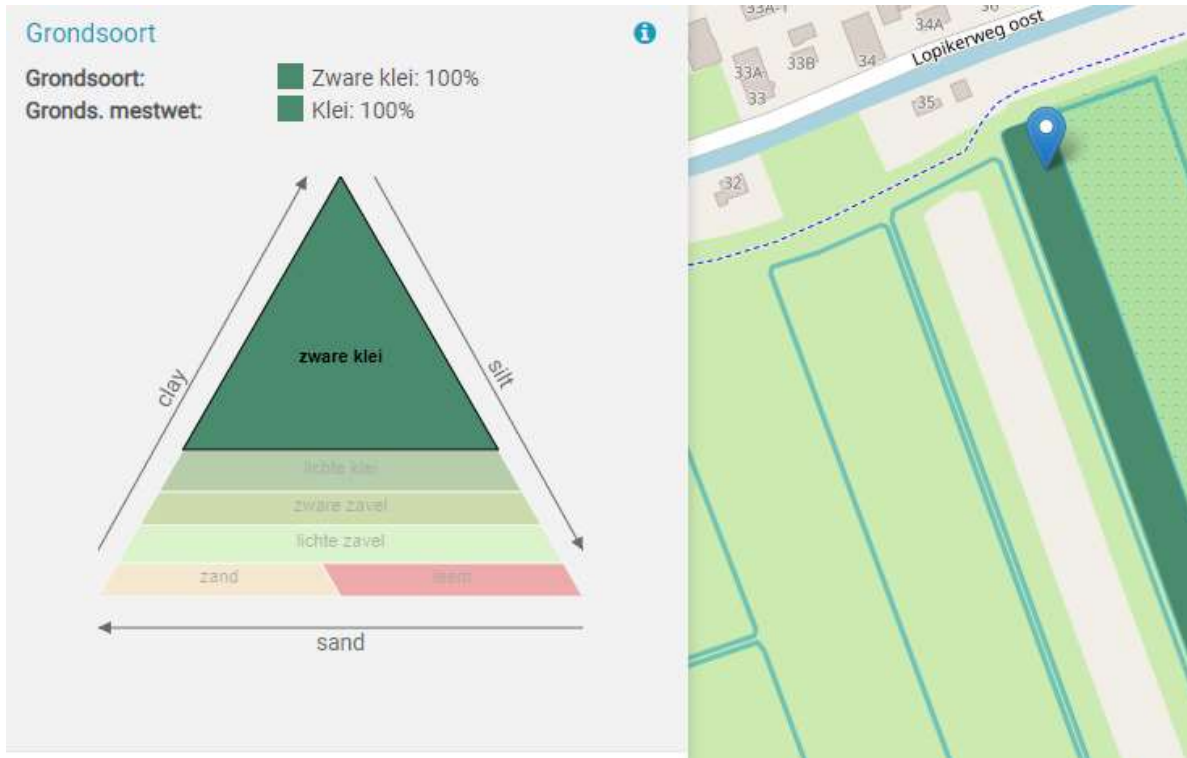 Grondsoort
Grondsoort:
Zware klei: 100%
Gronds. mestwet:
Klei: 100%
clay
silt
zware klei
lichte klei
zware zavel
lichte zavel
zand
leem
sand
33A-1
34A
36
Lopikerweg oost
33A
33B
34
33
35
32